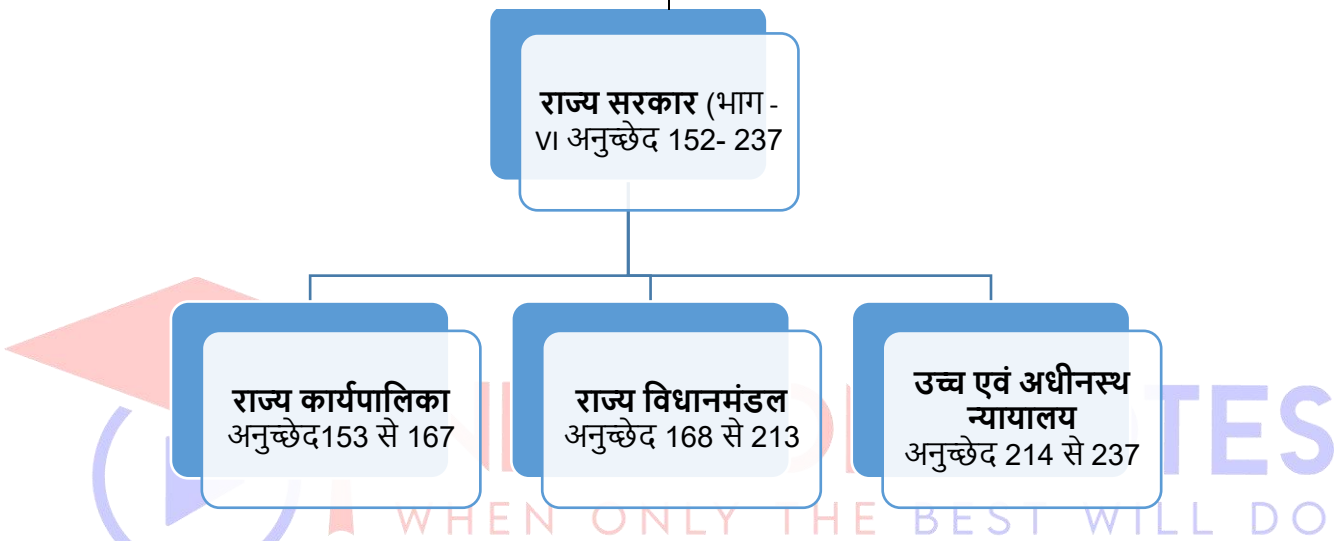 राज्य सरकार (भाग -
VI अनुच्छेद 152- 237
राज्य कार्यपालिका
अनुच्छेद153 से 167
राज्य विधानमंडल
अनुच्छेद 168 से 213
उच्च एवं अधीनस्थ
न्यायालय
अनुच्छेद 214 से 237
TES
WHEN ONLY THE BEST WILL DO